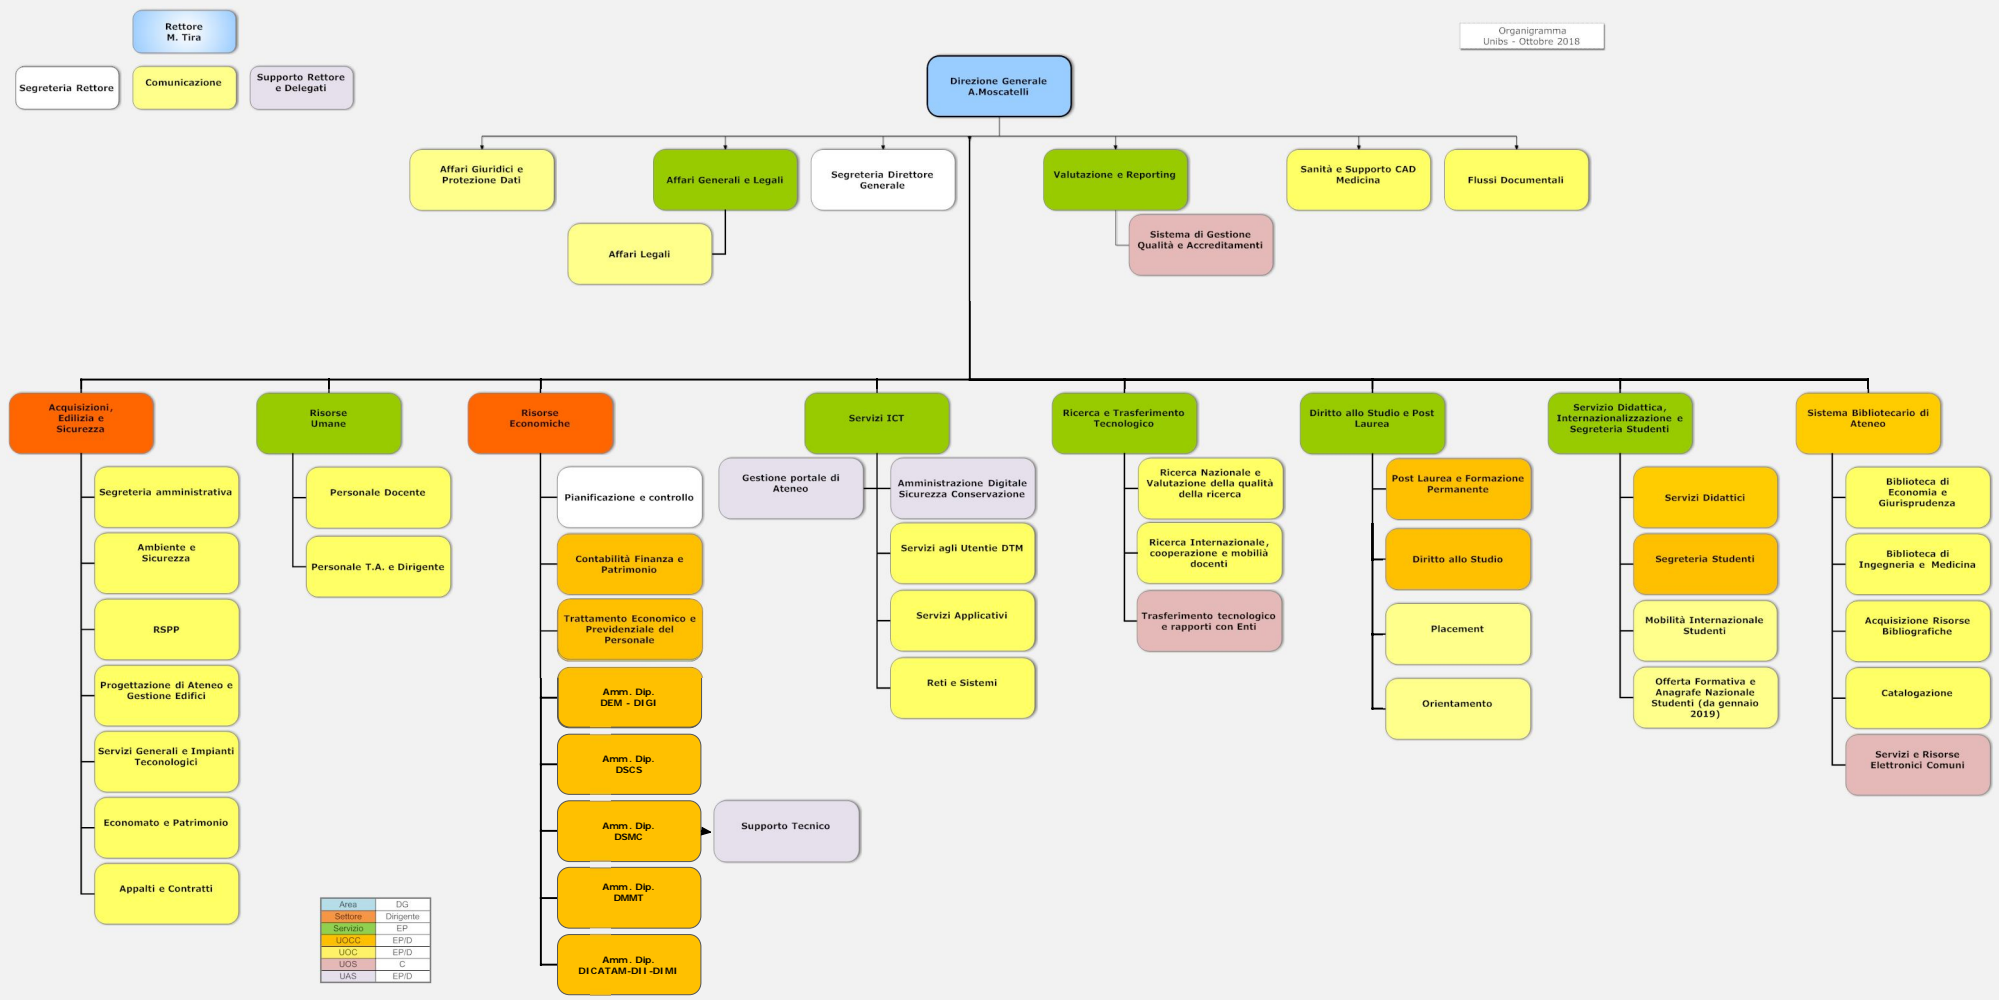 Rettore
M. Tira
Organigramma
Unibs - Ottobre 2018
Segreteria Rettore
Comunicazione
Supporto Rettore
e Delegati
Direzione Generale
A.Moscatelli
Affari Giuridici e
Protezione Dati
Affari Generali e Legali
Segreteria Direttore
Generale
Valutazione e Reporting
Sanità e Supporto CAD
Medicina
Flussi Documentali
Affari Legali
Sistema di Gestione
Qualità e Accreditamenti
Acquisizioni,
Edilizia e
Sicurezza
Risorse
Umane
Risorse
Economiche
Servizi ICT
Ricerca e Trasferimento
Tecnologico
Diritto allo Studio e Post
Laurea
Servizio Didattica,
Internazionalizzazione e
Segreteria Studenti
Sistema Bibliotecario di
Ateneo
Segreteria amministrativa
Ambiente e
Sicurezza
RSPP
Progettazione di Ateneo e
Gestione Edifici
Servizi Generali e Impianti
Teconologici
Economato e Patrimonio
Appalti e Contratti
Personale Docente
Personale T.A. e Dirigente
Pianificazione e controllo
Contabilità Finanza e
Patrimonio
Trattamento Economico e
Previdenziale del
Personale
Amm. Dip.
DEM - DIGI
Amm. Dip.
DSCS
Amm. Dip.
DSMC
Supporto Tecnico
Amm. Dip.
DMMT
Amm. Dip.
DICATAM-DII-DIMI
Gestione portale di
Ateneo
Amministrazione Digitale
Sicurezza Conservazione
Servizi agli Utentie DTM
Servizi Applicativi
Reti e Sistemi
Ricerca Nazionale e
Valutazione della qualità
della ricerca
Ricerca Internazionale,
cooperazione e mobilià
docenti
Trasferimento tecnologico
e rapporti con Enti
Post Laurea e Formazione
Permanente
Diritto allo Studio
Placement
Orientamento
Servizi Didattici
Segreteria Studenti
Mobilità Internazionale
Studenti
Offerta Formativa e
Anagrafe Nazionale
Studenti (da gennaio
2019)
Biblioteca di
Economia e
Giurisprudenza
Biblioteca di
Ingegneria e Medicina
Acquisizione Risorse
Bibliografiche
Catalogazione
Servizi e Risorse
Elettronici Comuni
Area DG
Settore Dirigente
Servizio EP
UOCC EP/D
UOC EP/D
UOS C
UAS EP/D